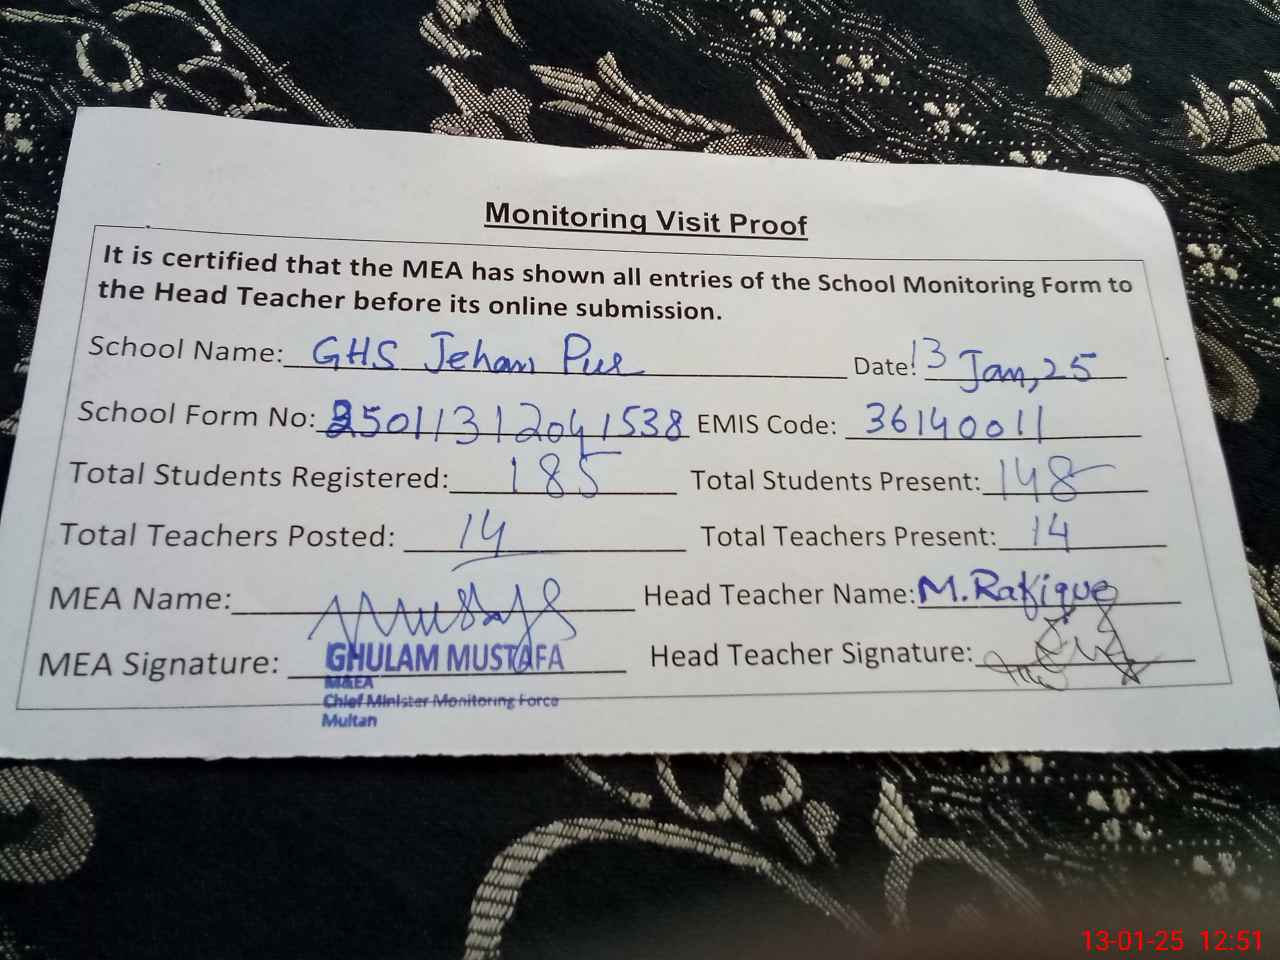 Monitoring Visit Proof
It is certified that the MEA has shown all entries of the School Monitoring Form to
the Head Teacher before its online submission.
School Name: GHS Jehan Pur Date: 13 Jan, 25
School Form No: 25011312041538 EMIS Code: 36140011
Total Students Registered: 185 Total Students Present: 148
Total Teachers Posted: 14 Total Teachers Present: 14
MEA Name: Head Teacher Name: M.Rafique
MEA Signature: GHULAM MUSTAFA Head Teacher Signature:
M&EA
Chief Minister Monitoring Force
Multan
13-01-25 12:51